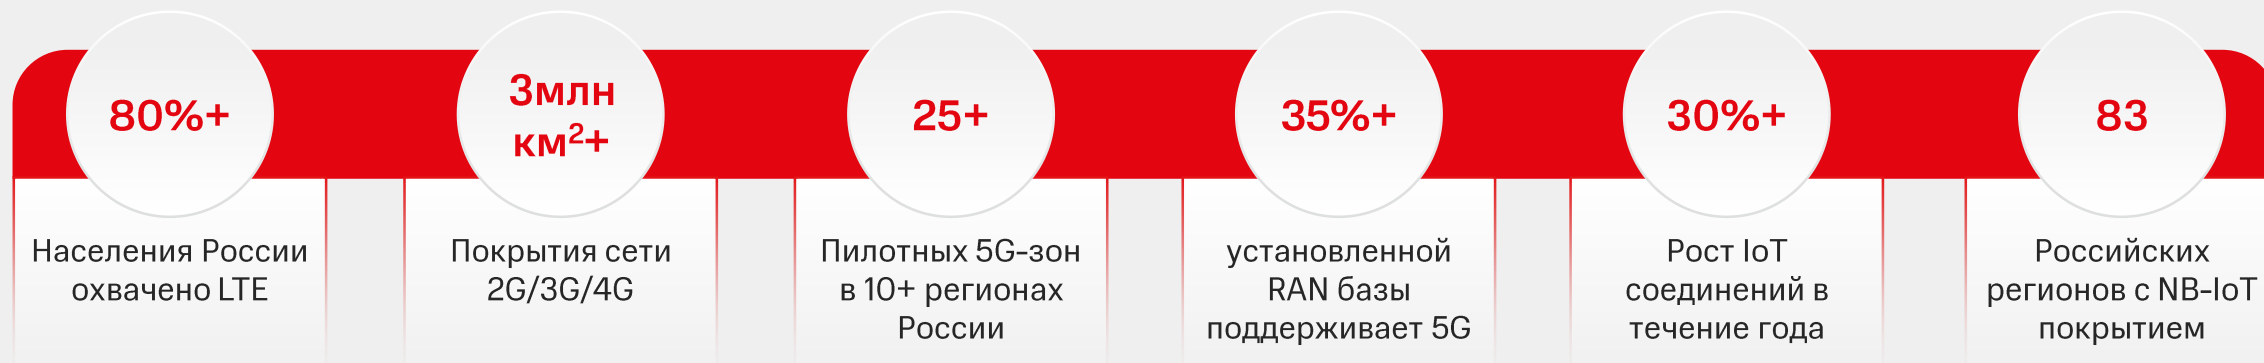 80%+
Населения России
охвачено LTE
3млн
км²+
Покрытия сети
2G/3G/4G
25+
Пилотных 5G-зон
в 10+ регионах
России
35%+
установленной
RAN базы
поддерживает 5G
30%+
Рост IoT
соединений в
течение года
83
Российских
регионов с NB-IoT
покрытием